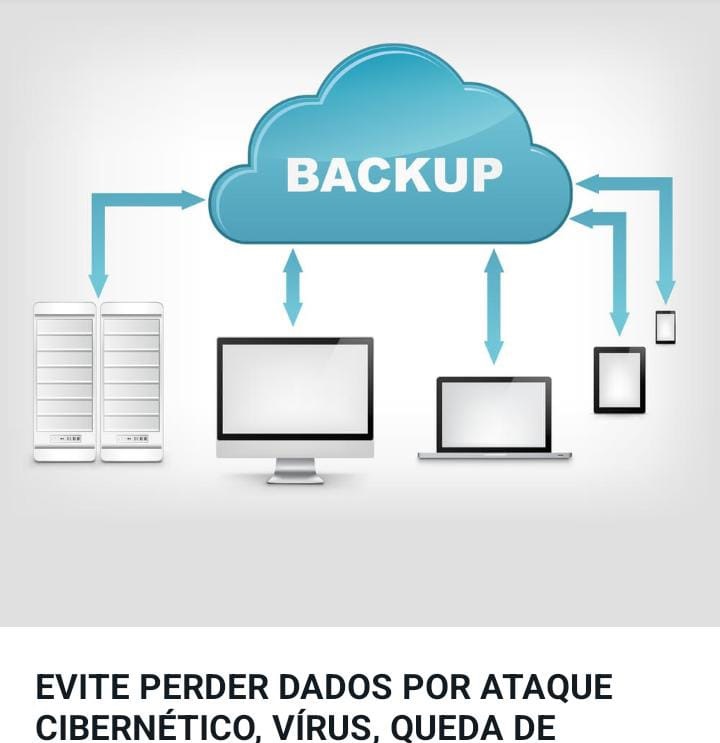 BACKUP
EVITE PERDER DADOS POR ATAQUE
CIBERNÉTICO, VÍRUS, QUEDA DE